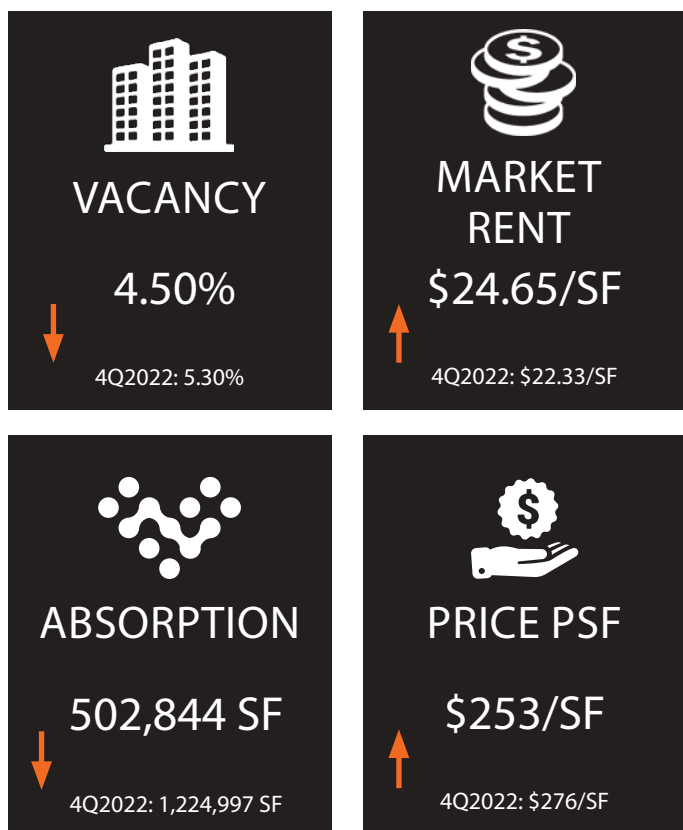 VACANCY
4.50%
4Q2022: 5.30%
$
MARKET
RENT
$24.65/SF
4Q2022: $22.33/SF
ABSORPTION
502,844 SF
4Q2022: 1,224,997 SF
$
PRICE PSF
$253/SF
4Q2022: $276/SF